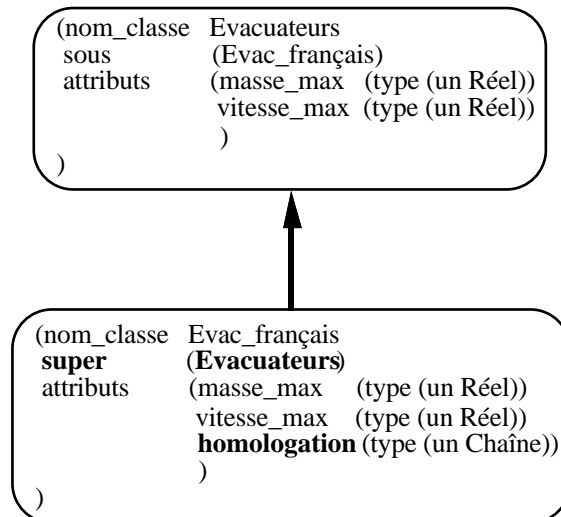 (nom_classe Evacuateurs
sous (Evac_français)
attributs (masse_max (type (un Réel))
vitesse_max (type (un Réel))
)
)
(nom_classe Evac_français
super (Evacuateurs)
attributs (masse_max (type (un Réel))
vitesse_max (type (un Réel))
homologation (type (un Chaîne))
)
)